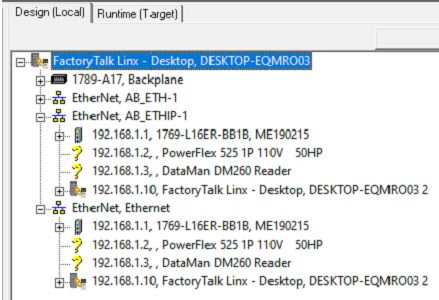 Design (Local)
Runtime (Target)
FactoryTalk Linx - Desktop, DESKTOP-EQMRO03
1789-A17, Backplane
EtherNet, AB_ETH-1
EtherNet, AB_ETHIP-1
192.168.1.1, 1769-L16ER-BB1B, ME190215
192.168.1.2, , PowerFlex 525 1P 110V    50HP
192.168.1.3, , DataMan DM260 Reader
192.168.1.10, FactoryTalk Linx - Desktop, DESKTOP-EQMRO03 2
EtherNet, Ethernet
192.168.1.1, 1769-L16ER-BB1B, ME190215
192.168.1.2, , PowerFlex 525 1P 110V    50HP
192.168.1.3, , DataMan DM260 Reader
192.168.1.10, FactoryTalk Linx - Desktop, DESKTOP-EQMRO03 2